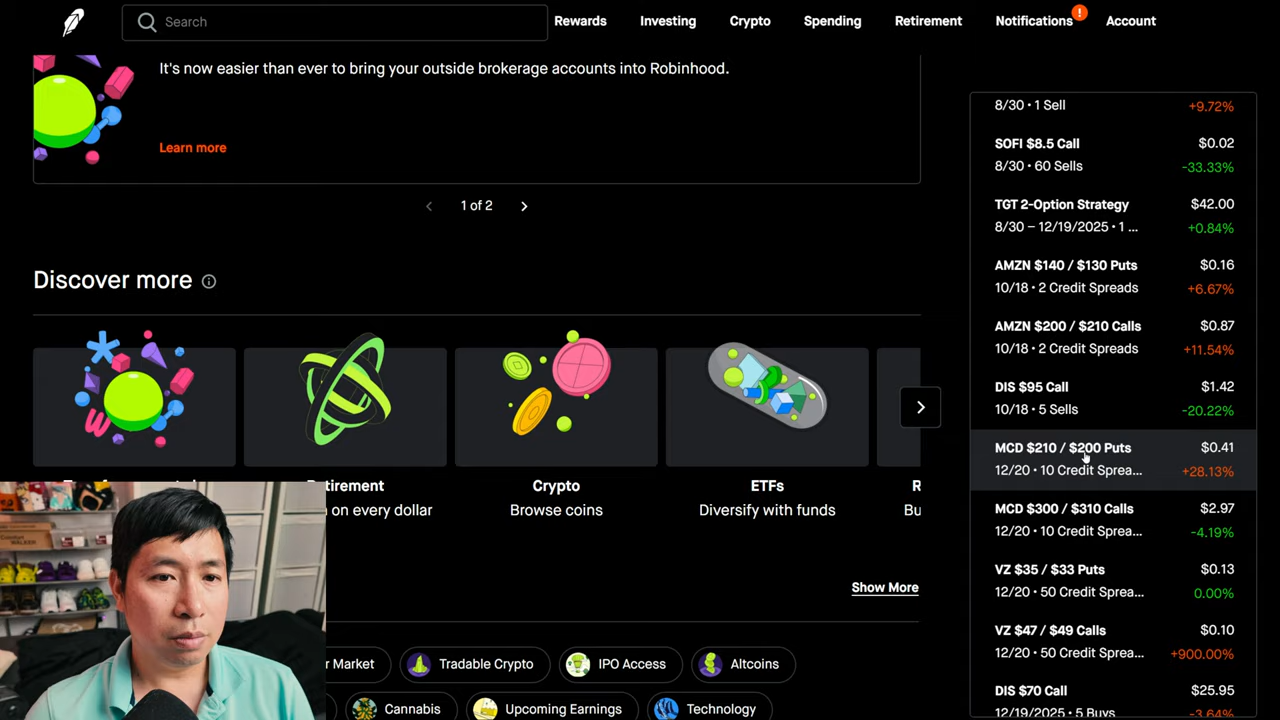 Search
Rewards
Investing
Crypto
Spending
Retirement
Notifications
!
Account
It's now easier than ever to bring your outside brokerage accounts into Robinhood.
Learn more
1 of 2
Discover more
Retirement
on every dollar
Crypto
Browse coins
ETFs
Diversify with funds
Show More
Market
Tradable Crypto
IPO Access
Altcoins
Cannabis
Upcoming Earnings
Technology
8/30 • 1 Sell +9.72%
SOFI $8.5 Call $0.02
8/30 • 60 Sells -33.33%
TGT 2-Option Strategy $42.00
8/30 – 12/19/2025 • 1 ... +0.84%
AMZN $140 / $130 Puts $0.16
10/18 • 2 Credit Spreads +6.67%
AMZN $200 / $210 Calls $0.87
10/18 • 2 Credit Spreads +11.54%
DIS $95 Call $1.42
10/18 • 5 Sells -20.22%
MCD $210 / $200 Puts $0.41
12/20 • 10 Credit Sprea... +28.13%
MCD $300 / $310 Calls $2.97
12/20 • 10 Credit Sprea... -4.19%
VZ $35 / $33 Puts $0.13
12/20 • 50 Credit Sprea... 0.00%
VZ $47 / $49 Calls $0.10
12/20 • 50 Credit Sprea... +900.00%
DIS $70 Call $25.95
12/19/2025 • 5 Buys -3.64%